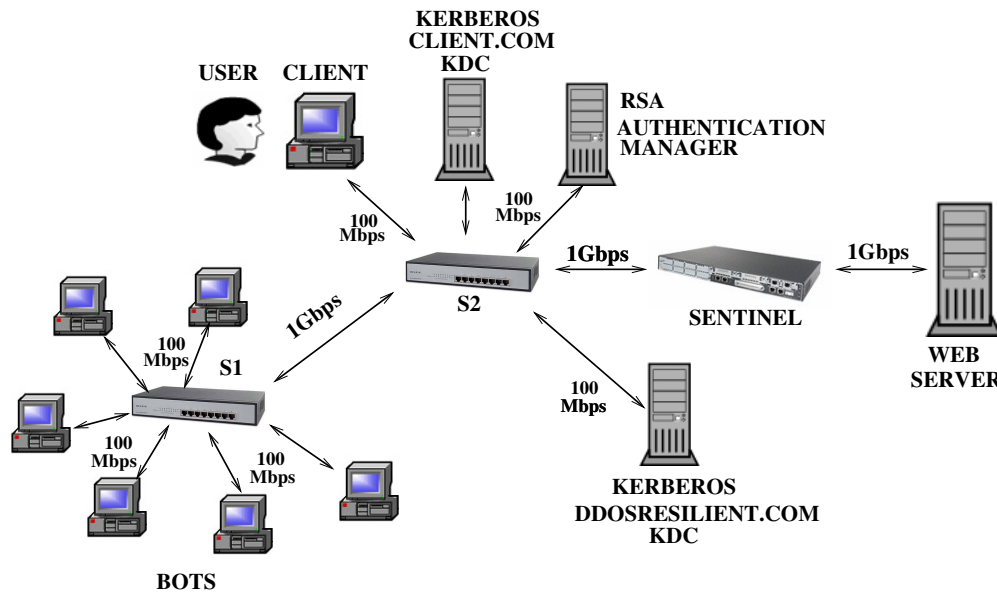 KERBEROS
CLIENT.COM
KDC
USER
CLIENT
RSA
AUTHENTICATION
MANAGER
100
Mbps
100
Mbps
1Gbps
1Gbps
S2
SENTINEL
WEB
SERVER
1Gbps
S1
100
Mbps
100
Mbps
100
Mbps
100
Mbps
KERBEROS
DDOSRESILIENT.COM
KDC
BOTS